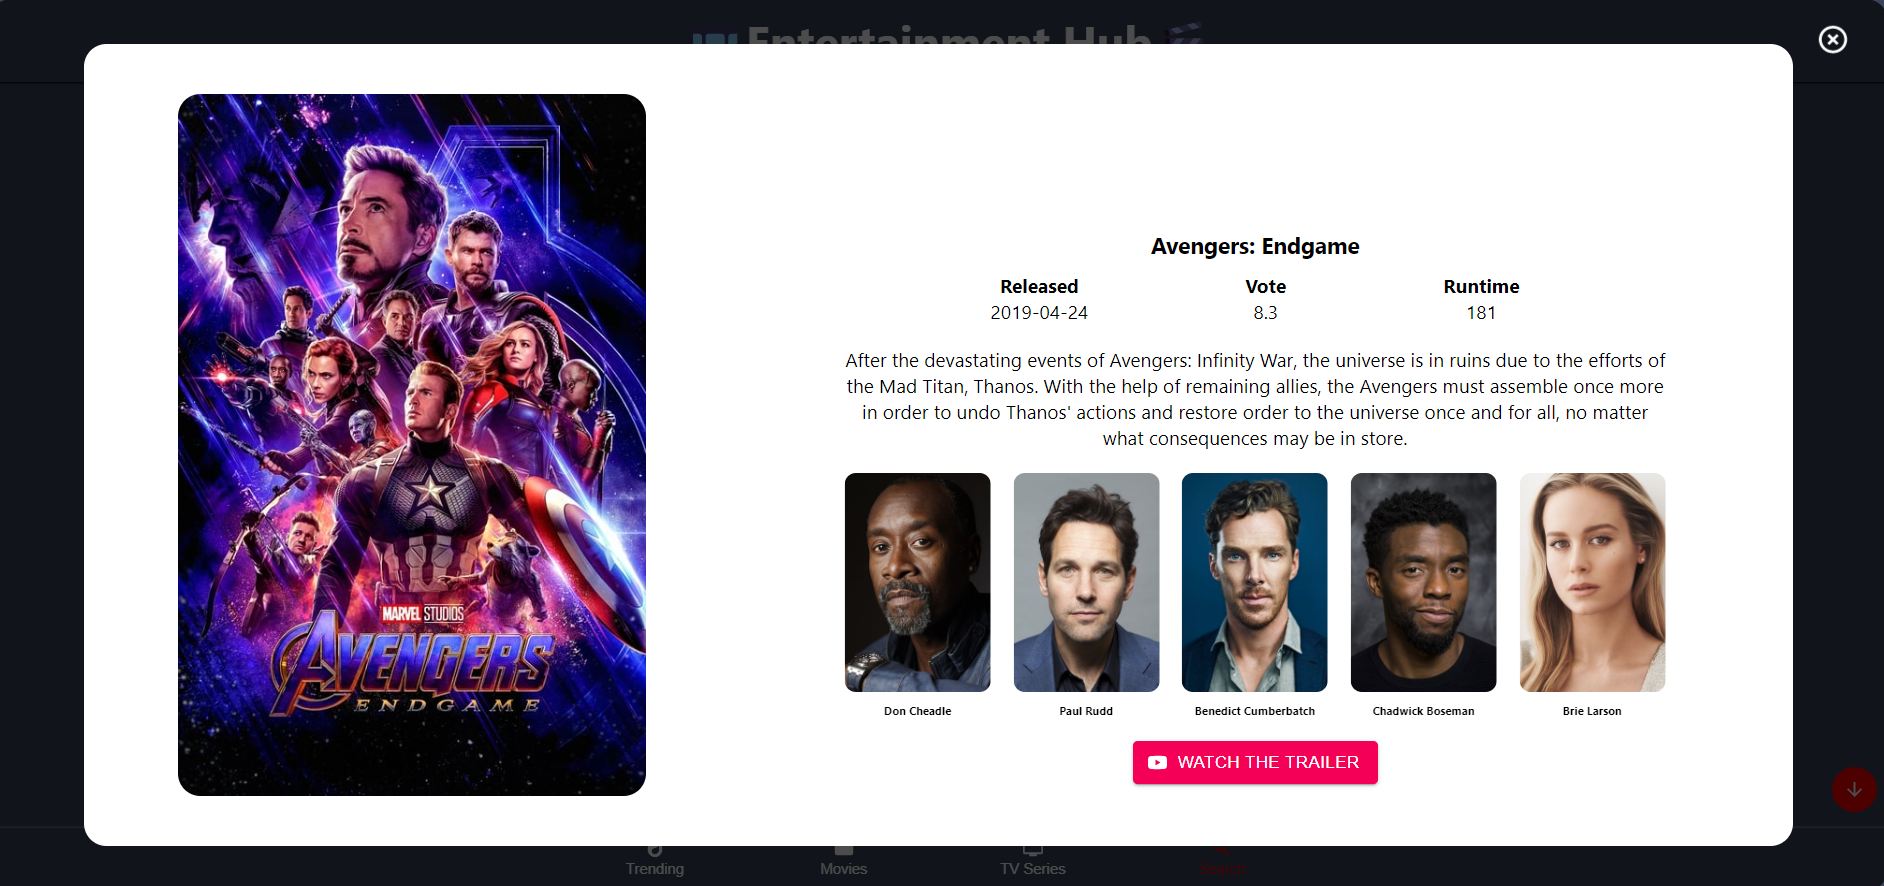 Entertainment Hub
Avengers: Endgame
Released
Vote
Runtime
2019-04-24
8.3
181
After the devastating events of Avengers: Infinity War, the universe is in ruins due to the efforts of
the Mad Titan, Thanos. With the help of remaining allies, the Avengers must assemble once more
in order to undo Thanos' actions and restore order to the universe once and for all, no matter
what consequences may be in store.
MARVEL STUDIOS
AVENGERS
ENDGAME
Don Cheadle
Paul Rudd
Benedict Cumberbatch
Chadwick Boseman
Brie Larson
WATCH THE TRAILER
Trending
Movies
TV Series
Search